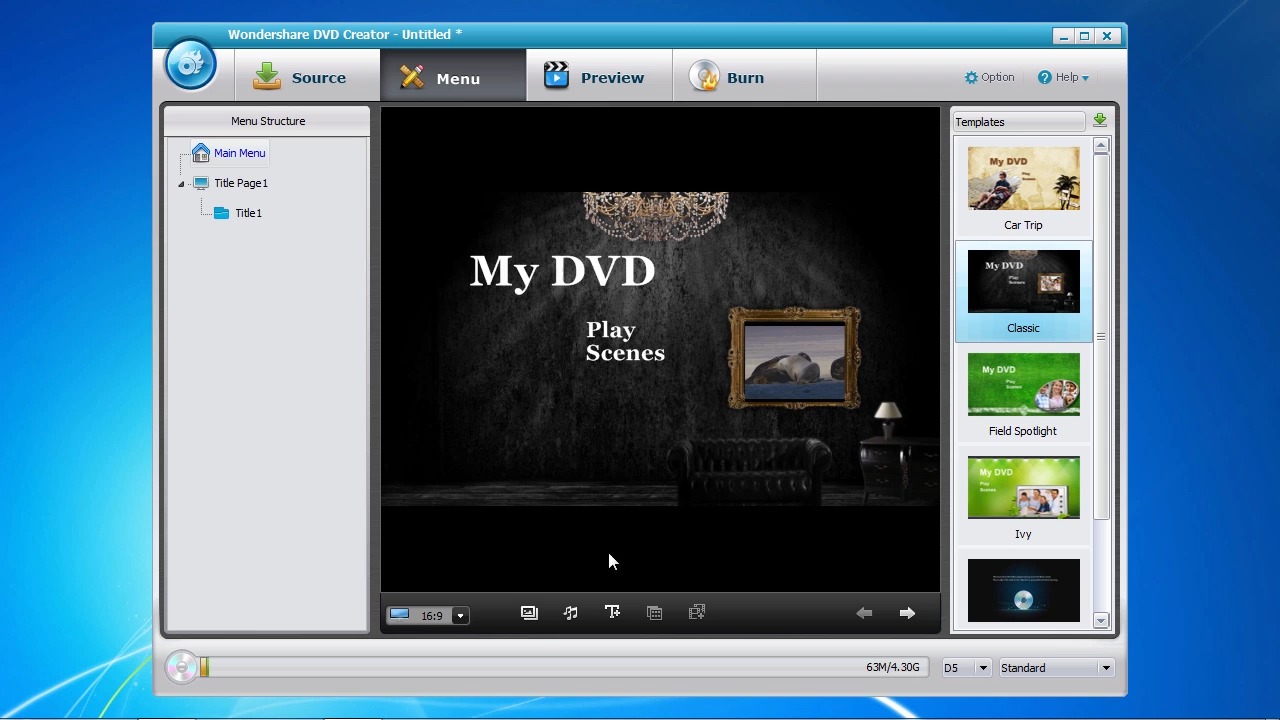 Wondershare DVD Creator - Untitled *
Source
Menu
Preview
Burn
Option
Help
Menu Structure
Main Menu
Title Page1
Title1
My DVD
Play
Scenes
16:9
Templates
My DVD
Play
Scenes
Car Trip
My DVD
Play
Scenes
Classic
My DVD
Play
Scenes
Field Spotlight
My DVD
Play
Scenes
Ivy
63M/4.30G
D5
Standard